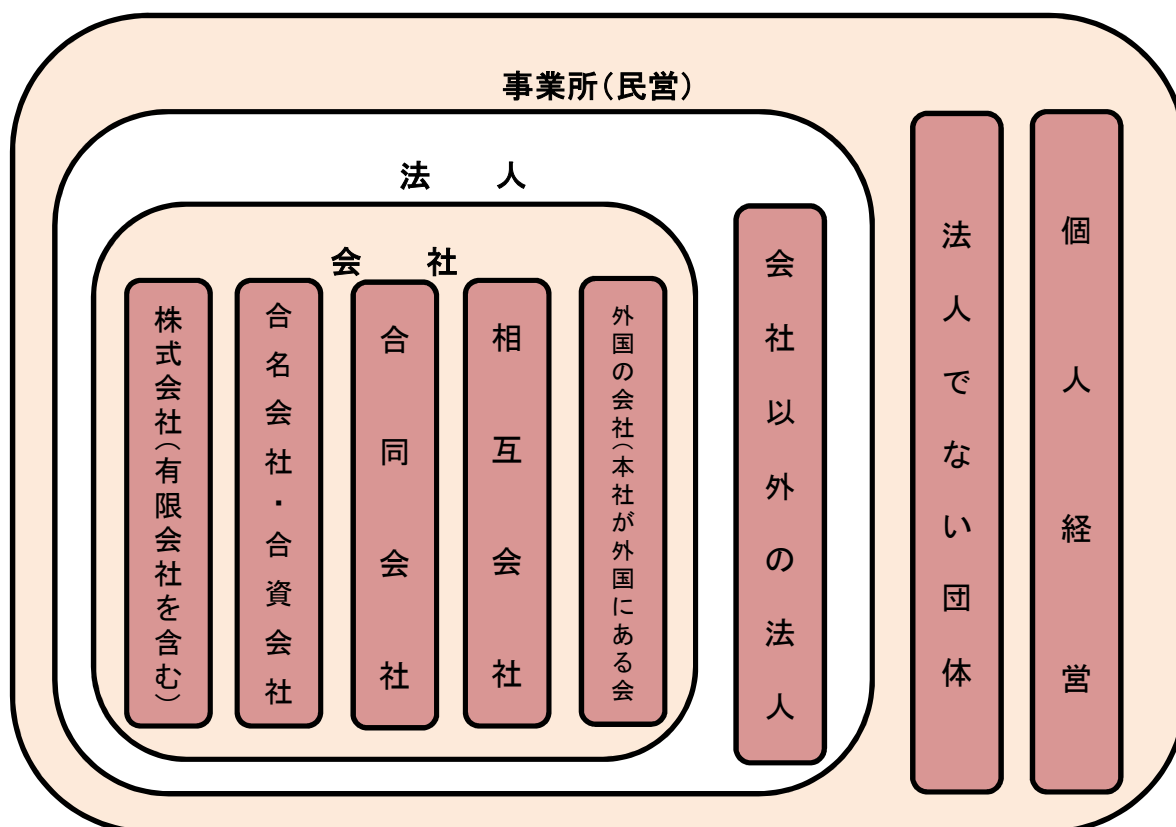 事業所(民営)
法　人
会　社
株式会社(有限会社を含む)
合名会社・合資会社
合同会社
相互会社
外国の会社(本社が外国にある会
会社以外の法人
法人でない団体
個人経営